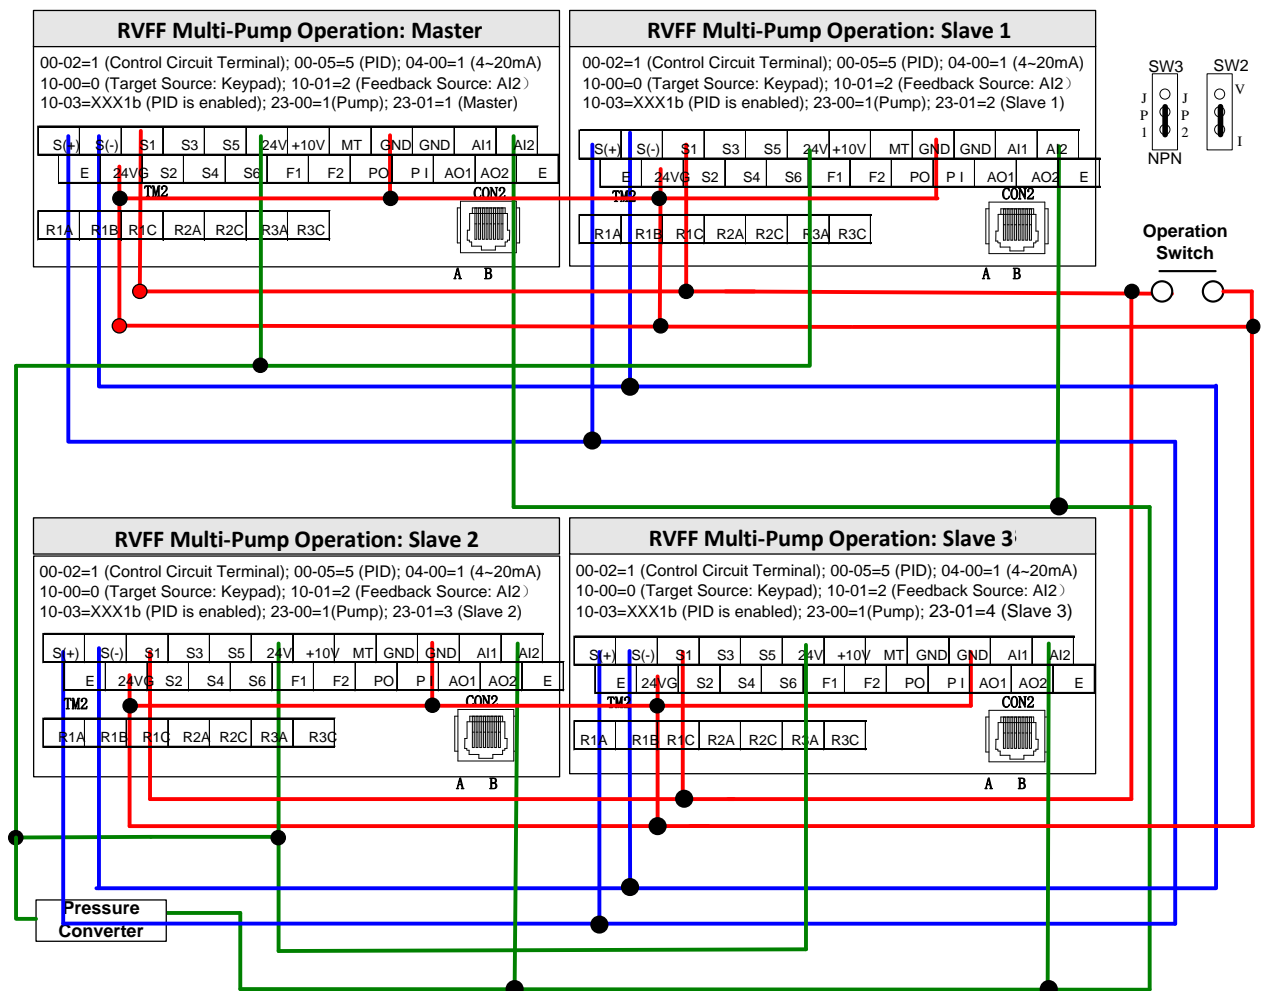 RVFF Multi-Pump Operation: Master
00-02=1 (Control Circuit Terminal); 00-05=5 (PID); 04-00=1 (4~20mA)
10-00=0 (Target Source: Keypad); 10-01=2 (Feedback Source: AI2)
10-03=XXX1b (PID is enabled); 23-00=1(Pump); 23-01=1 (Master)
S(+) S(-) S1 S3 S5 24V +10V MT GND GND AI1 AI2
E 24VG S2 S4 S6 F1 F2 PO P I AO1 AO2 E
TM2 CON2
R1A R1B R1C R2A R2C R3A R3C
A B
RVFF Multi-Pump Operation: Slave 1
00-02=1 (Control Circuit Terminal); 00-05=5 (PID); 04-00=1 (4~20mA)
10-00=0 (Target Source: Keypad); 10-01=2 (Feedback Source: AI2)
10-03=XXX1b (PID is enabled); 23-00=1(Pump); 23-01=2 (Slave 1)
S(+) S(-) S1 S3 S5 24V +10V MT GND GND AI1 AI2
E 24VG S2 S4 S6 F1 F2 PO P I AO1 AO2 E
TM2 CON2
R1A R1B R1C R2A R2C R3A R3C
A B
SW3 SW2
J J V
P P
1 2 I
NPN
Operation
Switch
RVFF Multi-Pump Operation: Slave 2
00-02=1 (Control Circuit Terminal); 00-05=5 (PID); 04-00=1 (4~20mA)
10-00=0 (Target Source: Keypad); 10-01=2 (Feedback Source: AI2)
10-03=XXX1b (PID is enabled); 23-00=1(Pump); 23-01=3 (Slave 2)
S(+) S(-) S1 S3 S5 24V +10V MT GND GND AI1 AI2
E 24VG S2 S4 S6 F1 F2 PO P I AO1 AO2 E
TM2 CON2
R1A R1B R1C R2A R2C R3A R3C
A B
RVFF Multi-Pump Operation: Slave 3
00-02=1 (Control Circuit Terminal); 00-05=5 (PID); 04-00=1 (4~20mA)
10-00=0 (Target Source: Keypad); 10-01=2 (Feedback Source: AI2)
10-03=XXX1b (PID is enabled); 23-00=1(Pump); 23-01=4 (Slave 3)
S(+) S(-) S1 S3 S5 24V +10V MT GND GND AI1 AI2
E 24VG S2 S4 S6 F1 F2 PO P I AO1 AO2 E
TM2 CON2
R1A R1B R1C R2A R2C R3A R3C
A B
Pressure
Converter